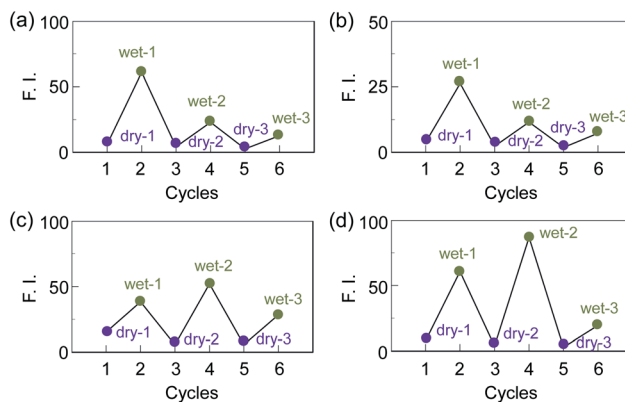 (a)
100
50
0
F. I.
wet-1
wet-2
wet-3
dry-1
dry-2
dry-3
1 2 3 4 5 6
Cycles
(b)
50
25
0
F. I.
wet-1
wet-2
wet-3
dry-1
dry-2
dry-3
1 2 3 4 5 6
Cycles
(c)
100
50
0
F. I.
wet-1
wet-2
wet-3
dry-1
dry-2
dry-3
1 2 3 4 5 6
Cycles
(d)
100
50
0
F. I.
wet-1
wet-2
wet-3
dry-1
dry-2
dry-3
1 2 3 4 5 6
Cycles